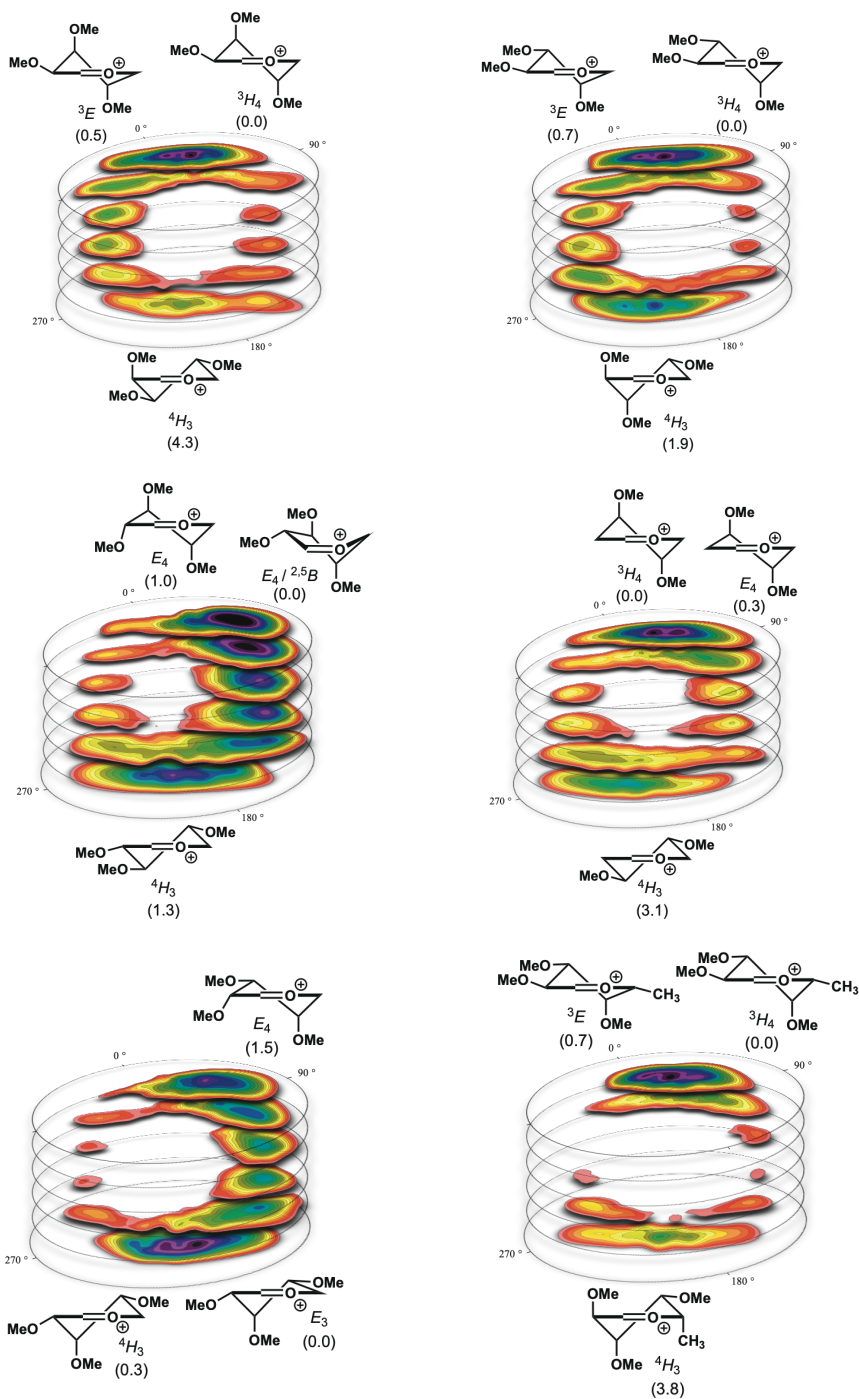 OMe
OMe
MeO
O
⊕
MeO
O
⊕
OMe
OMe
³E
(0.5)
³H₄
(0.0)
0 °
90 °
270 °
180 °
OMe
OMe
MeO
O
⊕
⁴H₃
(4.3)
MeO
MeO
O
⊕
OMe
MeO
MeO
O
⊕
OMe
³E
(0.7)
³H₄
(0.0)
0 °
90 °
270 °
180 °
OMe
OMe
O
⊕
OMe
⁴H₃
(1.9)
OMe
O
⊕
MeO
OMe
E₄
(1.0)
MeO
OMe
O
⊕
OMe
E₄ / ²,⁵B
(0.0)
0 °
270 °
180 °
MeO
OMe
O
⊕
MeO
⁴H₃
(1.3)
OMe
O
⊕
OMe
³H₄
(0.0)
OMe
O
⊕
OMe
E₄
(0.3)
0 °
90 °
270 °
180 °
OMe
O
⊕
MeO
⁴H₃
(3.1)
MeO
O
⊕
MeO
OMe
E₄
(1.5)
0 °
90 °
270 °
180 °
MeO
OMe
O
⊕
OMe
⁴H₃
(0.3)
MeO
OMe
O
⊕
OMe
E₃
(0.0)
MeO
MeO
O
⊕
CH₃
OMe
³E
(0.7)
MeO
MeO
O
⊕
CH₃
OMe
³H₄
(0.0)
0 °
90 °
270 °
180 °
OMe
OMe
O
⊕
CH₃
OMe
⁴H₃
(3.8)